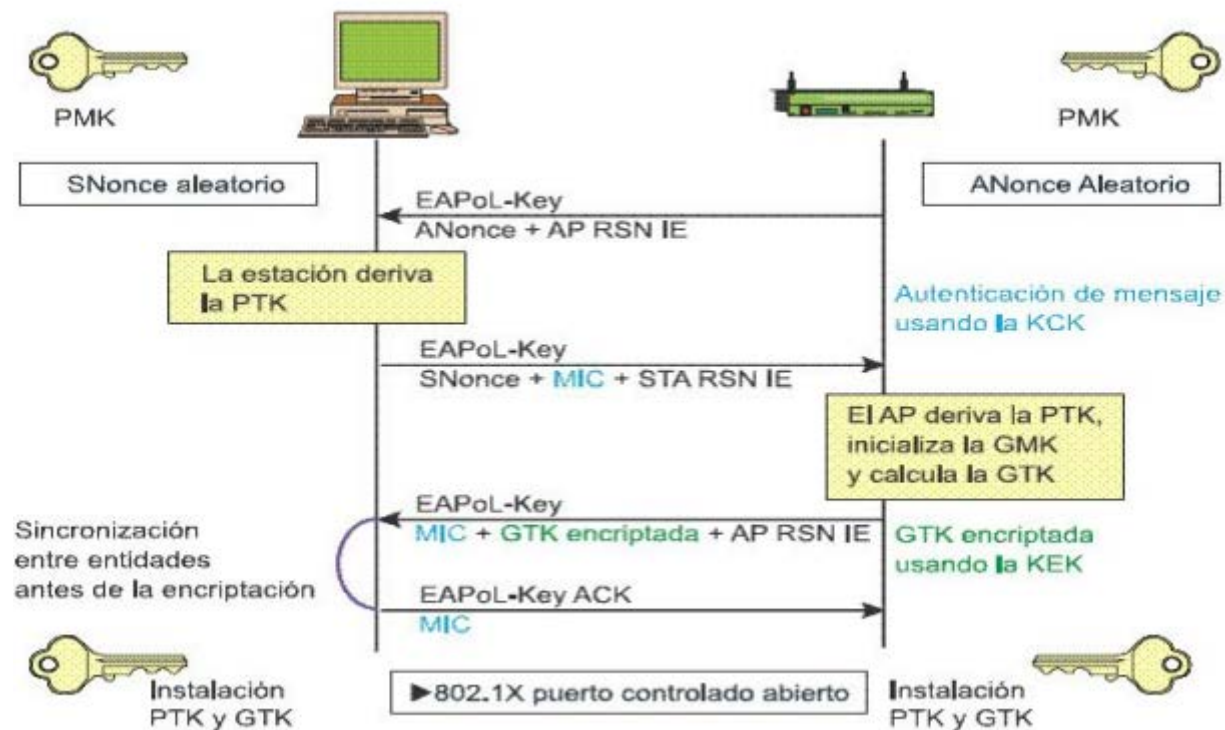 PMK
PMK
SNonce aleatorio
ANonce Aleatorio
EAPoL-Key
ANonce + AP RSN IE
La estación deriva
la PTK
Autenticación de mensaje
usando la KCK
EAPoL-Key
SNonce + MIC + STA RSN IE
El AP deriva la PTK,
inicializa la GMK
y calcula la GTK
EAPoL-Key
MIC + GTK encriptada + AP RSN IE
Sincronización
entre entidades
antes de la encriptación
GTK encriptada
usando la KEK
EAPoL-Key ACK
MIC
Instalación
PTK y GTK
►802.1X puerto controlado abierto
Instalación
PTK y GTK